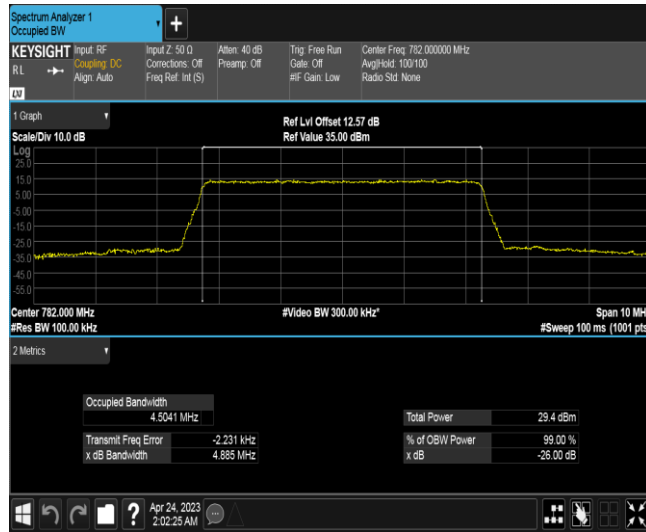 Spectrum Analyzer 1
Occupied BW
+
KEYSIGHT
RL
LXI
Input: RF
Coupling: DC
Align: Auto
Input Z: 50 Ω
Corrections: Off
Freq Ref: Int (S)
Atten: 40 dB
Preamp: Off
Trig: Free Run
Gate: Off
#IF Gain: Low
Center Freq: 782.000000 MHz
Avg|Hold: 100/100
Radio Std: None
1 Graph
Scale/Div 10.0 dB
Ref Lvl Offset 12.57 dB
Ref Value 35.00 dBm
Log
25.0
15.0
5.00
-5.00
-15.0
-25.0
-35.0
-45.0
-55.0
Center 782.000 MHz
#Res BW 100.00 kHz
#Video BW 300.00 kHz*
Span 10 MH
#Sweep 100 ms (1001 pts
2 Metrics
Occupied Bandwidth
4.5041 MHz
Transmit Freq Error -2.231 kHz
x dB Bandwidth 4.885 MHz
Total Power 29.4 dBm
% of OBW Power 99.00 %
x dB -26.00 dB
?
Apr 24, 2023
2:02:25 AM